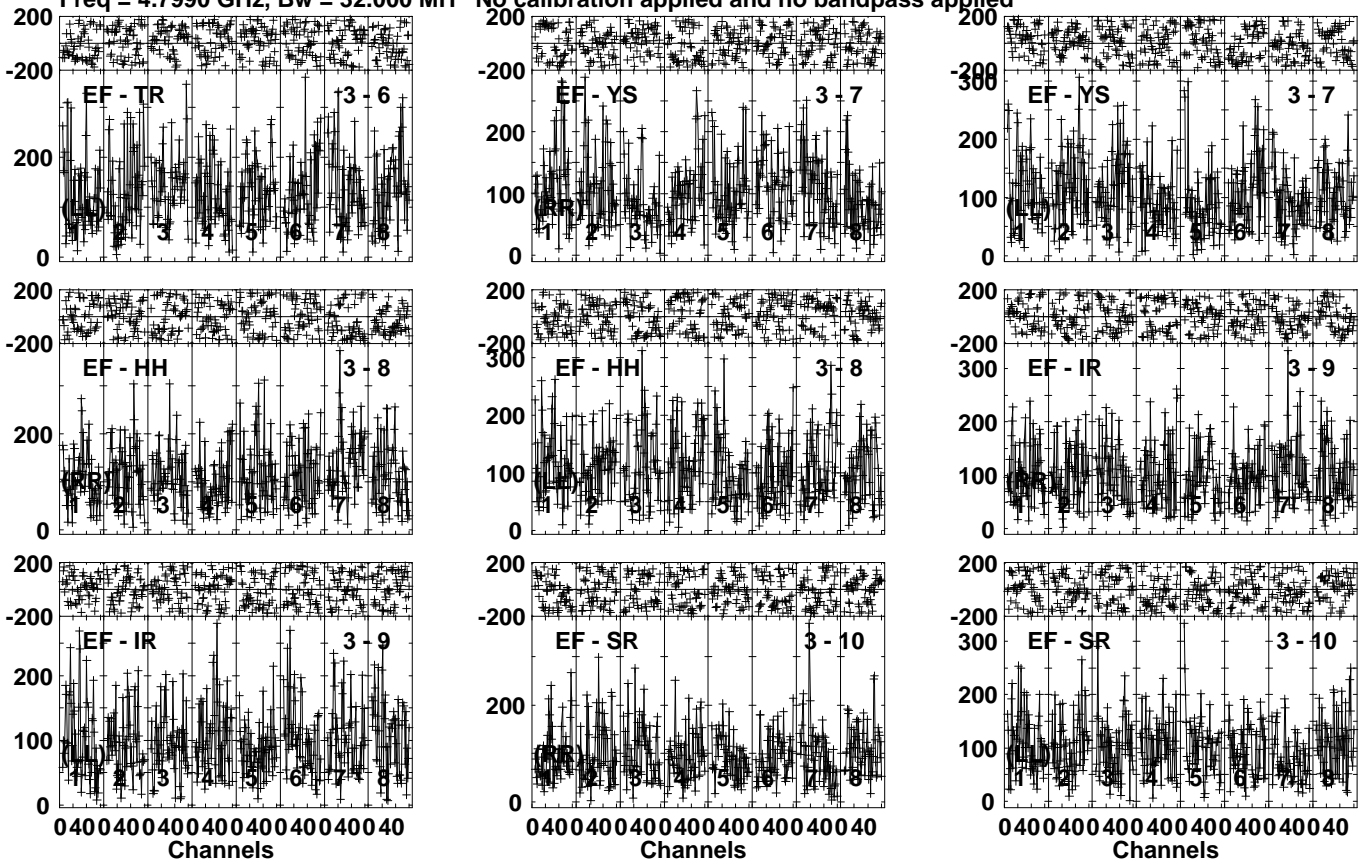 Freq = 4.7990 GHz, Bw = 32.000 MH No calibration applied and no bandpass applied
200 200 200
-200 -200 -200
EF - TR 3 - 6 EF - YS 3 - 7 300 EF - YS 3 - 7
200 200 200
100 100
(LL) (RR) (LL)
1 2 3 4 5 6 7 8 1 2 3 4 5 6 7 8 1 2 3 4 5 6 7 8
0 0 0
200 200 200
-200 -200 -200
EF - HH 3 - 8 300 EF - HH 3 - 8 300 EF - IR 3 - 9
200 200 200
100 100
(RR) (LL) (RR)
1 2 3 4 5 6 7 8 1 2 3 4 5 6 7 8 1 2 3 4 5 6 7 8
0 0 0
200 200 200
-200 -200 -200
EF - IR 3 - 9 EF - SR 3 - 10 300 EF - SR 3 - 10
200 200 200
100 100
(LL) (RR) (LL)
1 2 3 4 5 6 7 8 1 2 3 4 5 6 7 8 1 2 3 4 5 6 7 8
0 0 0
0 40 0 40 0 40 0 40 0 40 0 40 0 40 0 40 0 40 0 40 0 40 0 40 0 40 0 40 0 40 0 40 0 40 0 40 0 40 0 40 0 40 0 40 0 40 0 40
Channels Channels Channels